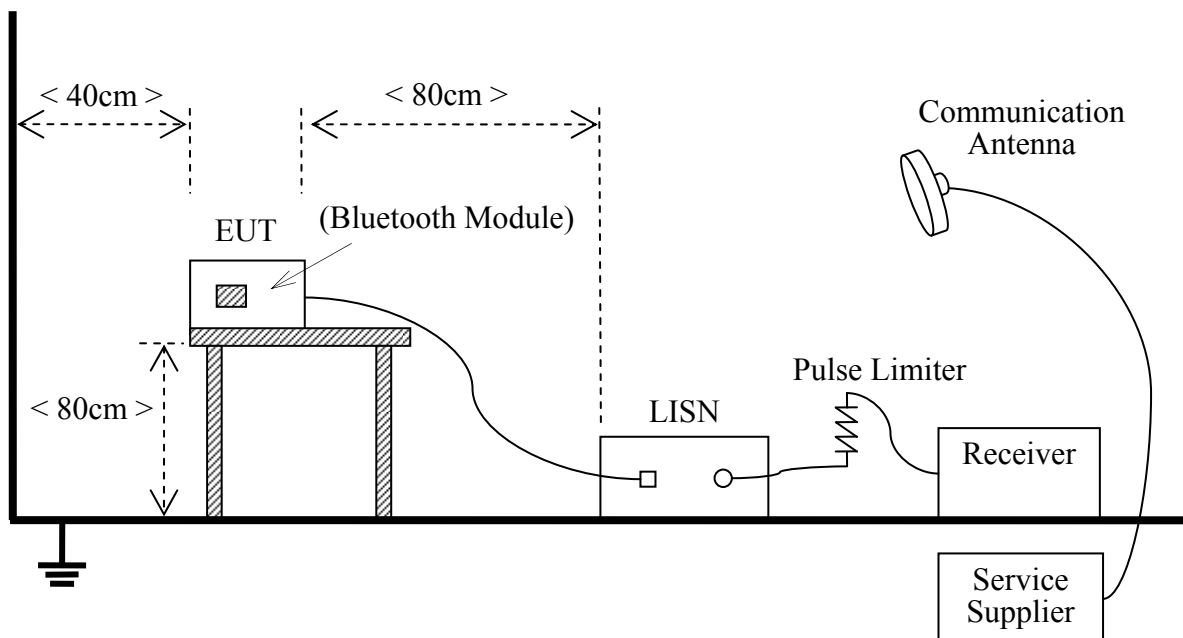 < 40cm >
< 80cm >
Communication
Antenna
(Bluetooth Module)
EUT
Pulse Limiter
< 80cm >
LISN
Receiver
Service
Supplier